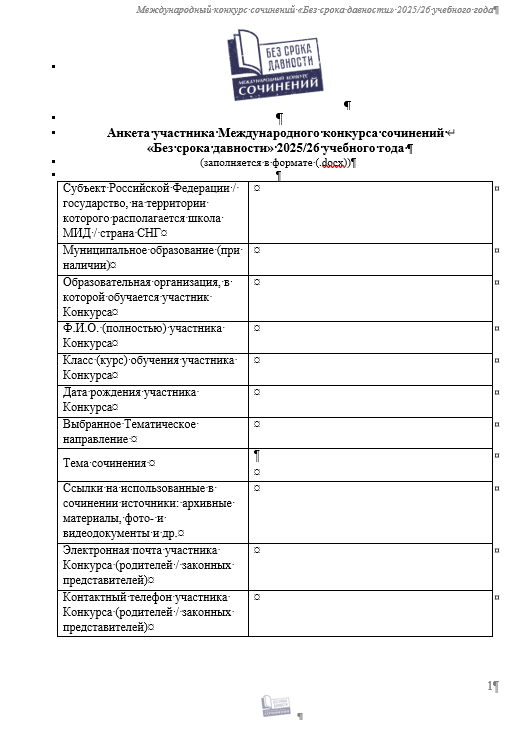 Международный конкурс сочинений «Без срока давности» 2025/26 учебного года
БЕЗ СРОКА
ДАВНОСТИ
МЕЖДУНАРОДНЫЙ КОНКУРС
СОЧИНЕНИЙ
Анкета участника Международного конкурса сочинений
«Без срока давности» 2025/26 учебного года
(заполняется в формате (.docx))
Субъект Российской Федерации /
государство, на территории
которого располагается школа
МИД / страна СНГ
Муниципальное образование (при
наличии)
Образовательная организация, в
которой обучается участник
Конкурса
Ф.И.О. (полностью) участника
Конкурса
Класс (курс) обучения участника
Конкурса
Дата рождения участника
Конкурса
Выбранное Тематическое
направление
Тема сочинения
Ссылки на использованные в
сочинении источники: архивные
материалы, фото- и
видеодокументы и др.
Электронная почта участника
Конкурса (родителей / законных
представителей)
Контактный телефон участника
Конкурса (родителей / законных
представителей)
1